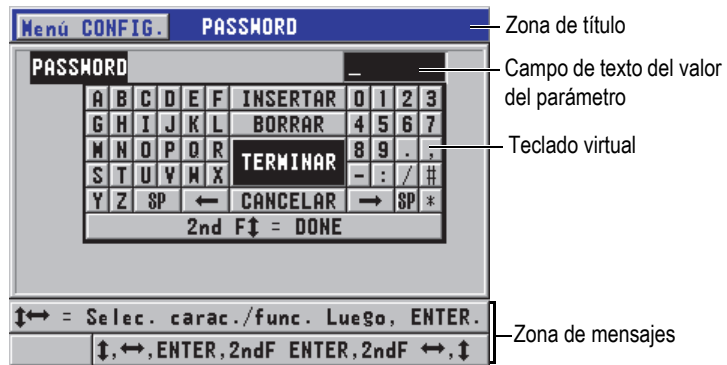 Menú CONFIG. PASSWORD
Zona de título
PASSWORD _
Campo de texto del valor
del parámetro
A B C D E F INSERTAR 0 1 2 3
G H I J K L BORRAR 4 5 6 7
M N O P Q R TERMINAR 8 9 . ,
Teclado virtual
S T U V W X - : / #
Y Z SP ← CANCELAR → SP *
2nd F↕ = DONE
↕↔ = Selec. carac./func. Luego, ENTER.
↕,↔,ENTER,2ndF ENTER,2ndF ↔,↕
Zona de mensajes